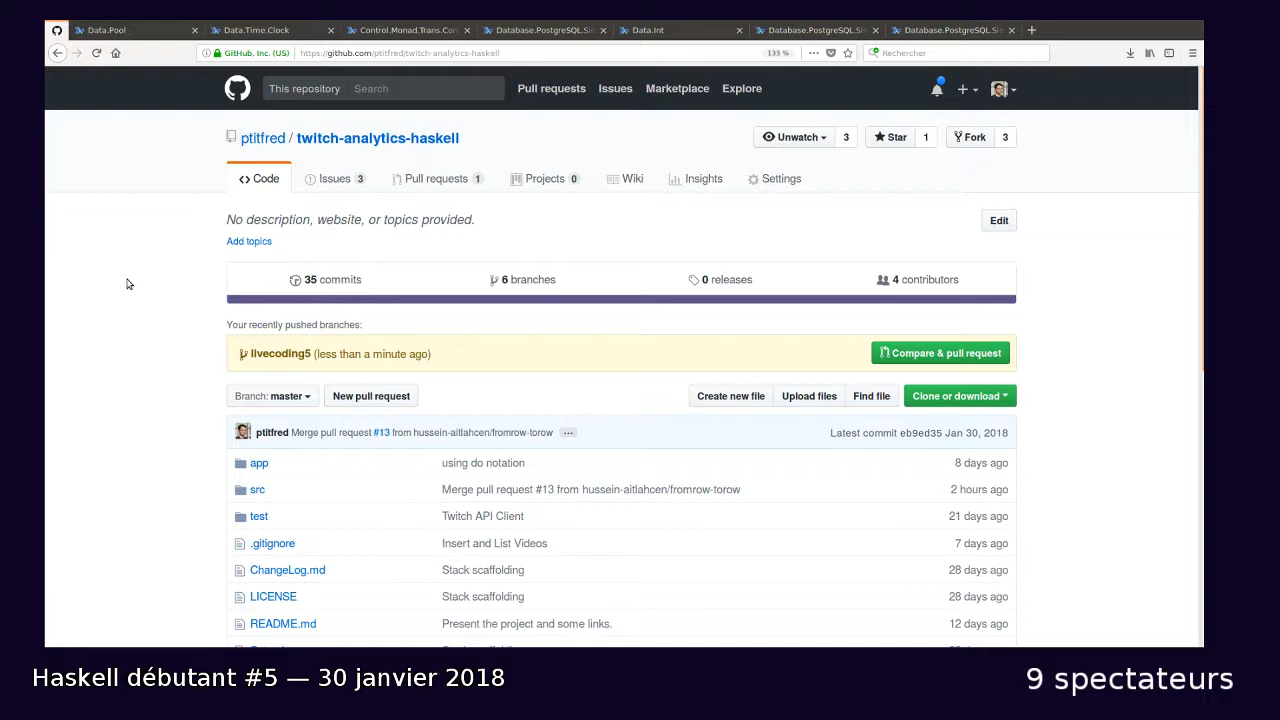 Data.Pool
Data.Time.Clock
Control.Monad.Trans.Con
Database.PostgreSQL.Si
Data.Int
Database.PostgreSQL.Si
Database.PostgreSQL.Sin
GitHub, Inc. (US)
https://github.com/ptitfred/twitch-analytics-haskell
133 %
Rechercher
This repository
Search
Pull requests
Issues
Marketplace
Explore
ptitfred / twitch-analytics-haskell
Unwatch
3
Star
1
Fork
3
Code
Issues 3
Pull requests 1
Projects 0
Wiki
Insights
Settings
No description, website, or topics provided.
Edit
Add topics
35 commits
6 branches
0 releases
4 contributors
Your recently pushed branches:
livecoding5 (less than a minute ago)
Compare & pull request
Branch: master
New pull request
Create new file
Upload files
Find file
Clone or download
ptitfred Merge pull request #13 from hussein-aitlahcen/fromrow-torow
Latest commit eb9ed35 Jan 30, 2018
app
using do notation
8 days ago
src
Merge pull request #13 from hussein-aitlahcen/fromrow-torow
2 hours ago
test
Twitch API Client
21 days ago
.gitignore
Insert and List Videos
7 days ago
ChangeLog.md
Stack scaffolding
28 days ago
LICENSE
Stack scaffolding
28 days ago
README.md
Present the project and some links.
12 days ago
Haskell débutant #5 — 30 janvier 2018
9 spectateurs